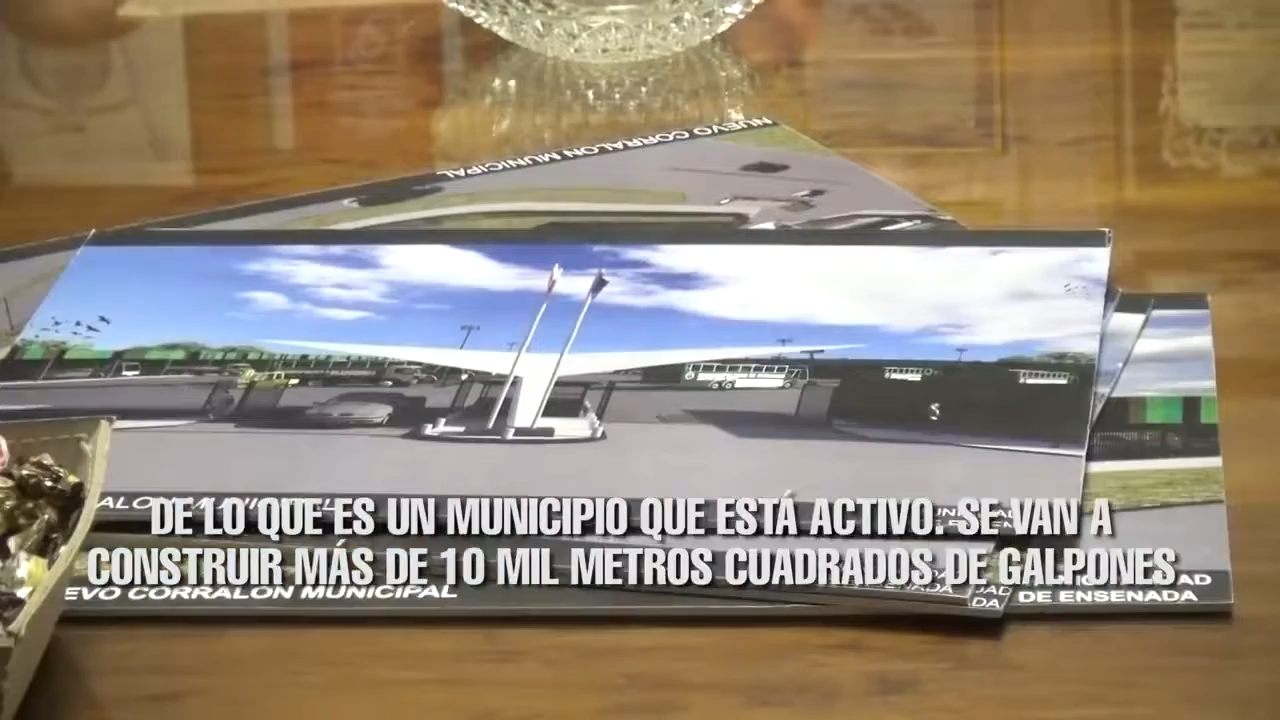 NUEVO CORRALON MUNICIPAL
DE LO QUE ES UN MUNICIPIO QUE ESTÁ ACTIVO. SE VAN A
CONSTRUIR MÁS DE 10 MIL METROS CUADRADOS DE GALPONES
EVO CORRALON MUNICIPAL
DA
DE ENSENADA